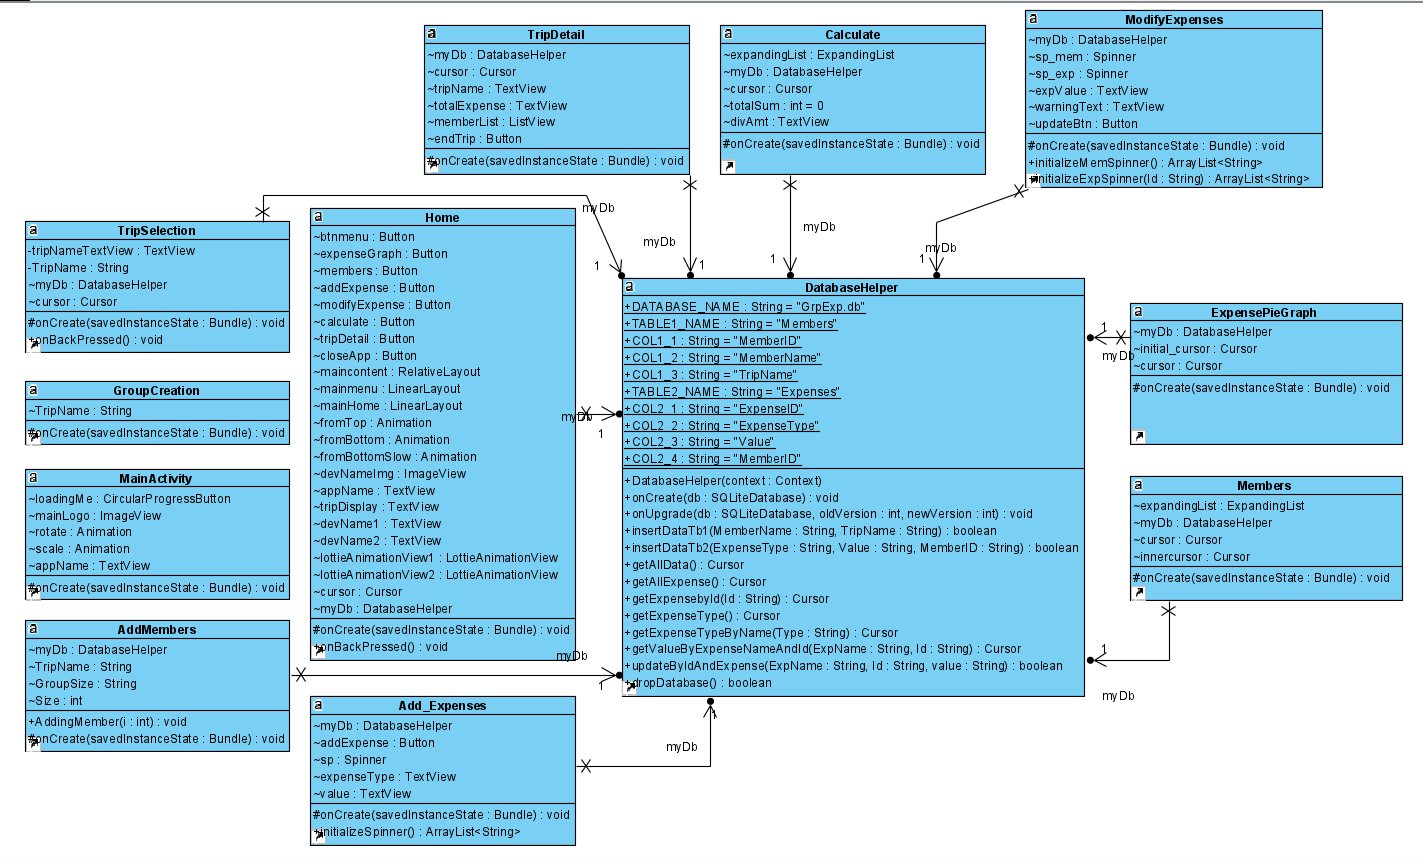 a
TripDetail
~myDb : DatabaseHelper
~cursor : Cursor
~tripName : TextView
~totalExpense : TextView
~memberList : ListView
~endTrip : Button
#onCreate(savedInstanceState : Bundle) : void
a
Calculate
~expandingList : ExpandingList
~myDb : DatabaseHelper
~cursor : Cursor
~totalSum : int = 0
~divAmt : TextView
#onCreate(savedInstanceState : Bundle) : void
a
ModifyExpenses
~myDb : DatabaseHelper
~sp_mem : Spinner
~sp_exp : Spinner
~expValue : TextView
~warningText : TextView
~updateBtn : Button
#onCreate(savedInstanceState : Bundle) : void
+initializeMemSpinner() : ArrayList<String>
+initializeExpSpinner(Id : String) : ArrayList<String>
myDb
1
myDb
1
myDb
1
myDb
1
a
TripSelection
-tripNameTextView : TextView
-TripName : String
~myDb : DatabaseHelper
~cursor : Cursor
#onCreate(savedInstanceState : Bundle) : void
+onBackPressed() : void
a
GroupCreation
~TripName : String
#onCreate(savedInstanceState : Bundle) : void
a
MainActivity
~loadingMe : CircularProgressButton
~mainLogo : ImageView
~rotate : Animation
~scale : Animation
~appName : TextView
#onCreate(savedInstanceState : Bundle) : void
a
AddMembers
~myDb : DatabaseHelper
~TripName : String
~GroupSize : String
~Size : int
+AddingMember(i : int) : void
#onCreate(savedInstanceState : Bundle) : void
a
Home
~btnmenu : Button
~expenseGraph : Button
~members : Button
~addExpense : Button
~modifyExpense : Button
~calculate : Button
~tripDetail : Button
~closeApp : Button
~maincontent : RelativeLayout
~mainmenu : LinearLayout
~mainHome : LinearLayout
~fromTop : Animation
~fromBottom : Animation
~fromBottomSlow : Animation
~devNameImg : ImageView
~appName : TextView
~tripDisplay : TextView
~devName1 : TextView
~devName2 : TextView
~lottieAnimationView1 : LottieAnimationView
~lottieAnimationView2 : LottieAnimationView
~cursor : Cursor
~myDb : DatabaseHelper
#onCreate(savedInstanceState : Bundle) : void
+onBackPressed() : void
myDb
1
myDb
1
a
Add_Expenses
~myDb : DatabaseHelper
~addExpense : Button
~sp : Spinner
~expenseType : TextView
~value : TextView
#onCreate(savedInstanceState : Bundle) : void
+initializeSpinner() : ArrayList<String>
myDb
1
a
DatabaseHelper
+DATABASE_NAME : String = "GrpExp.db"
+TABLE1_NAME : String = "Members"
+COL1_1 : String = "MemberID"
+COL1_2 : String = "MemberName"
+COL1_3 : String = "TripName"
+TABLE2_NAME : String = "Expenses"
+COL2_1 : String = "ExpenseID"
+COL2_2 : String = "ExpenseType"
+COL2_3 : String = "Value"
+COL2_4 : String = "MemberID"
+DatabaseHelper(context : Context)
+onCreate(db : SQLiteDatabase) : void
+onUpgrade(db : SQLiteDatabase, oldVersion : int, newVersion : int) : void
+insertDataTb1(MemberName : String, TripName : String) : boolean
+insertDataTb2(ExpenseType : String, Value : String, MemberID : String) : boolean
+getAllData() : Cursor
+getAllExpense() : Cursor
+getExpensebyId(Id : String) : Cursor
+getExpenseType() : Cursor
+getExpenseTypeByName(Type : String) : Cursor
+getValueByExpenseNameAndId(ExpName : String, Id : String) : Cursor
+updateByIdAndExpense(ExpName : String, Id : String, value : String) : boolean
+dropDatabase() : boolean
a
ExpensePieGraph
~myDb : DatabaseHelper
~initial_cursor : Cursor
~cursor : Cursor
#onCreate(savedInstanceState : Bundle) : void
1
myDb
a
Members
~expandingList : ExpandingList
~myDb : DatabaseHelper
~cursor : Cursor
~innercursor : Cursor
#onCreate(savedInstanceState : Bundle) : void
1
myDb